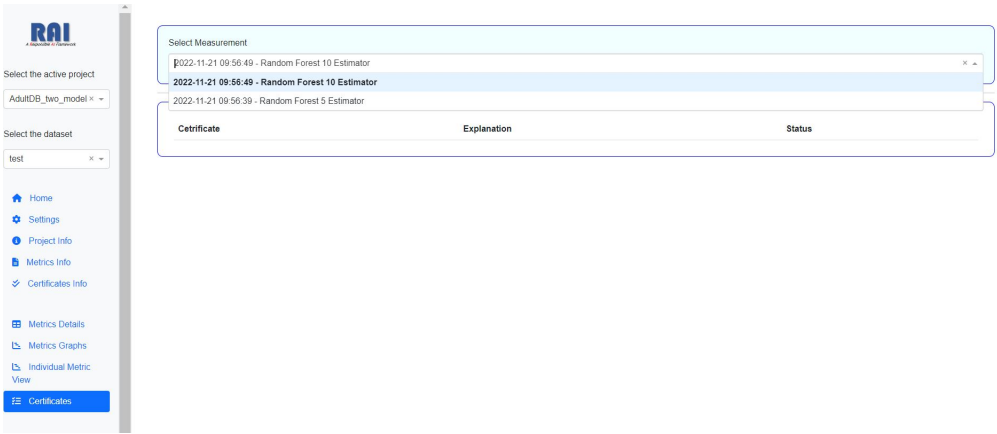 RAI
A Responsible AI Framework
Select the active project
AdultDB_two_model ×
Select the dataset
test ×
Home
Settings
Project Info
Metrics Info
Certificates Info
Metrics Details
Metrics Graphs
Individual Metric
View
Certificates
Select Measurement
2022-11-21 09:56:49 - Random Forest 10 Estimator ×
2022-11-21 09:56:49 - Random Forest 10 Estimator
2022-11-21 09:56:39 - Random Forest 5 Estimator
Cetrificate Explanation Status